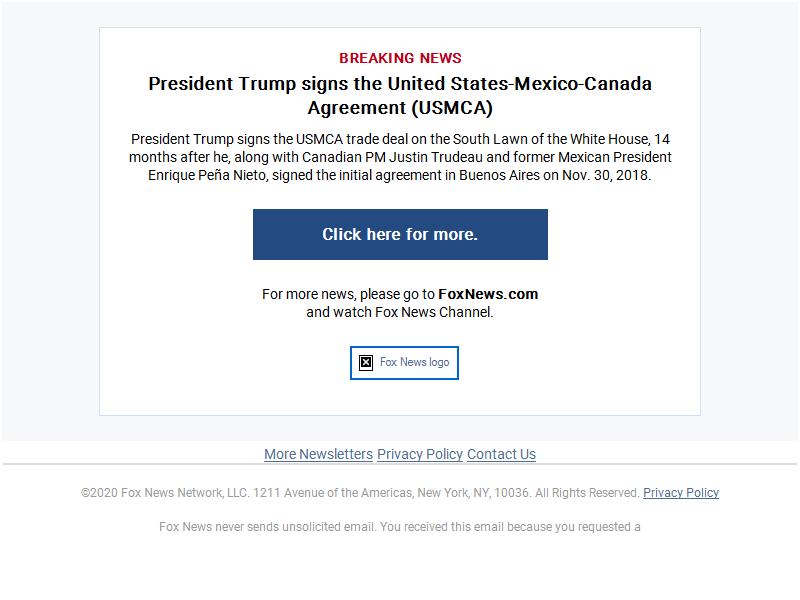 BREAKING NEWS
President Trump signs the United States-Mexico-Canada
Agreement (USMCA)
President Trump signs the USMCA trade deal on the South Lawn of the White House, 14
months after he, along with Canadian PM Justin Trudeau and former Mexican President
Enrique Peña Nieto, signed the initial agreement in Buenos Aires on Nov. 30, 2018.
Click here for more.
For more news, please go to FoxNews.com
and watch Fox News Channel.
Fox News logo
More Newsletters Privacy Policy Contact Us
©2020 Fox News Network, LLC. 1211 Avenue of the Americas, New York, NY, 10036. All Rights Reserved. Privacy Policy
Fox News never sends unsolicited email. You received this email because you requested a